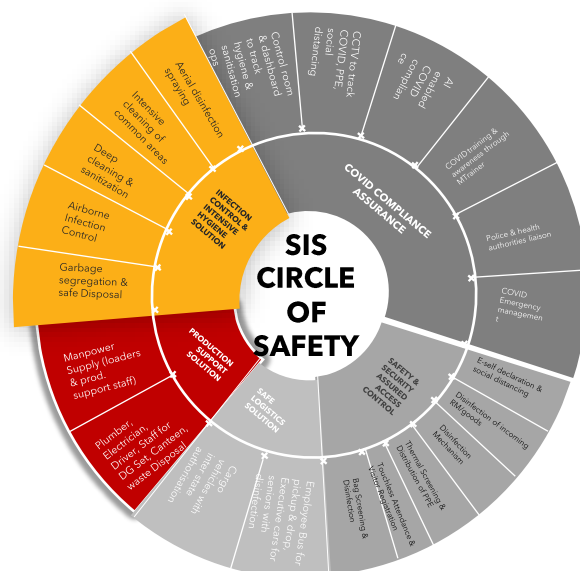 SIS
CIRCLE
OF
SAFETY
COVID COMPLIANCE
ASSURANCE
Control room
& dashboard
to track
hygiene &
sanitisation
ops
CCTV to track
COVID, PPE,
social
distancing
AI
enabled
COVID
complian
ce
COVID training &
awareness through
MTrainer
Police & health
authorities liaison
COVID
Emergency
managemen
t
SAFETY &
SECURITY
ASSURED
ACCESS
CONTROL
E-self declaration &
social distancing
Disinfection of incoming
RM/goods
Disinfection
Mechanism
Thermal Screening &
Distribution of PPE
Touchless Attendance &
Visitor Registration
Bag Screening &
Disinfection
SAFE
LOGISTICS
SOLUTION
Employee Bus for
pickup & drop,
Executive cars for
seniors with
disinfection
Cargo
vehicles with
inter state
authorisation
PRODUCTION
SUPPORT
SOLUTION
Plumber,
Electrician,
Driver, Staff for
DG Set, Canteen,
waste Disposal
Manpower
Supply (loaders
& prod.
support staff)
INFECTION
CONTROL &
INTENSIVE
HYGIENE
SOLUTION
Garbage
segregation &
safe Disposal
Airborne
Infection
Control
Deep
cleaning &
sanitization
Intensive
cleaning of
common areas
Aerial disinfection
spraying